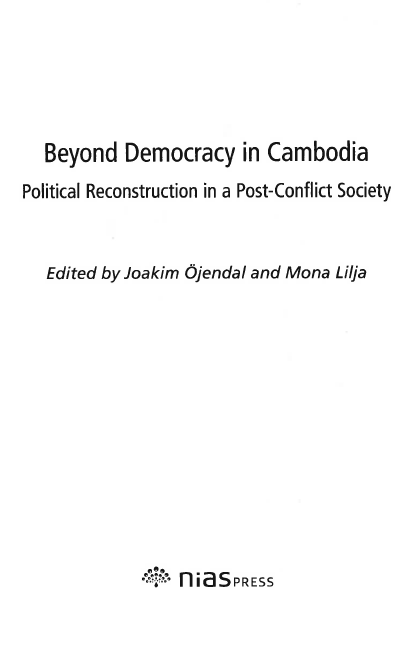 Beyond Democracy in Cambodia
Political Reconstruction in a Post-Conflict Society
Edited by Joakim Öjendal and Mona Lilja
nias PRESS